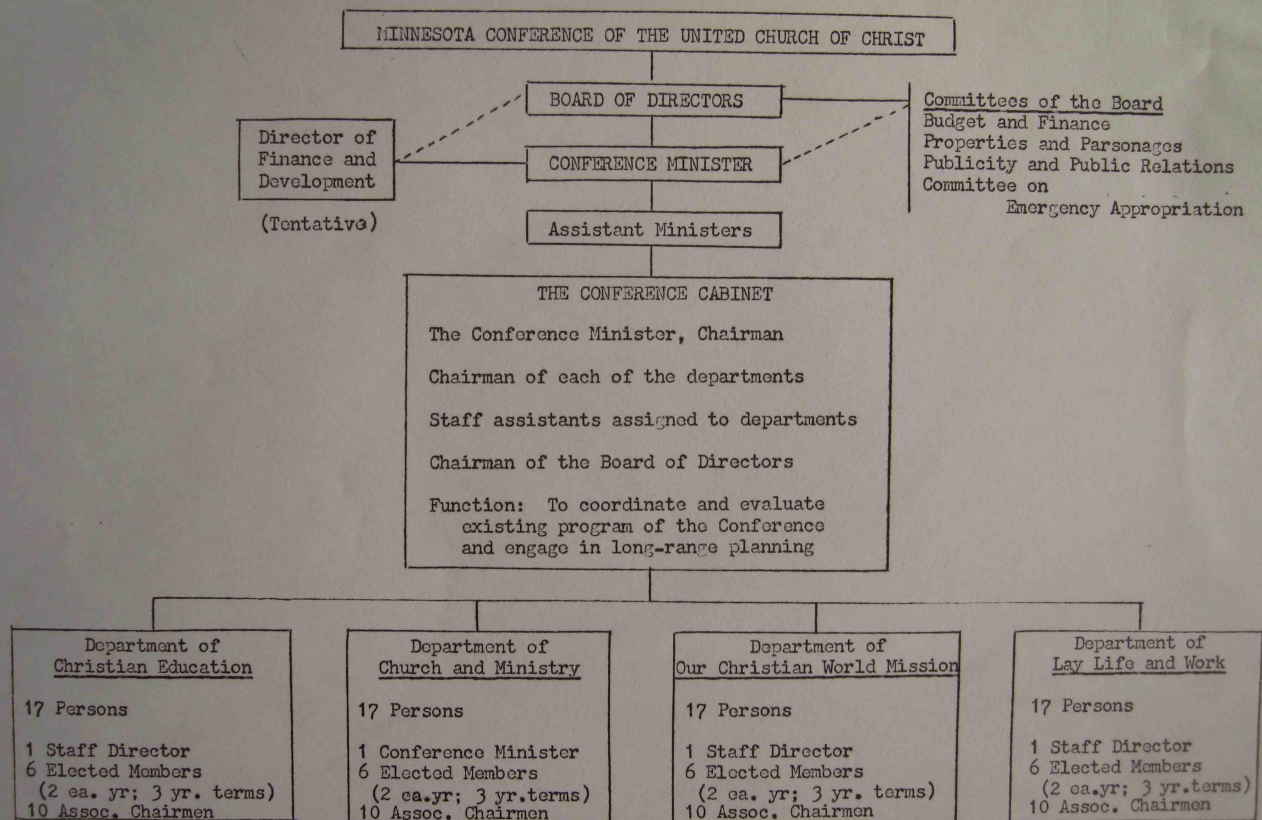 MINNESOTA CONFERENCE OF THE UNITED CHURCH OF CHRIST
BOARD OF DIRECTORS
Committees of the Board
Budget and Finance
Properties and Parsonages
Publicity and Public Relations
Committee on
Emergency Appropriation
Director of
Finance and
Development
(Tentative)
CONFERENCE MINISTER
Assistant Ministers
THE CONFERENCE CABINET
The Conference Minister, Chairman
Chairman of each of the departments
Staff assistants assigned to departments
Chairman of the Board of Directors
Function: To coordinate and evaluate
existing program of the Conference
and engage in long-range planning
Department of
Christian Education
17 Persons
1 Staff Director
6 Elected Members
(2 ea. yr; 3 yr. terms)
10 Assoc. Chairmen
Department of
Church and Ministry
17 Persons
1 Conference Minister
6 Elected Members
(2 ea.yr; 3 yr.terms)
10 Assoc. Chairmen
Department of
Our Christian World Mission
17 Persons
1 Staff Director
6 Elected Members
(2 ea. yr; 3 yr. terms)
10 Assoc. Chairmen
Department of
Lay Life and Work
17 Persons
1 Staff Director
6 Elected Members
(2 ea.yr; 3 yr.terms)
10 Assoc. Chairmen